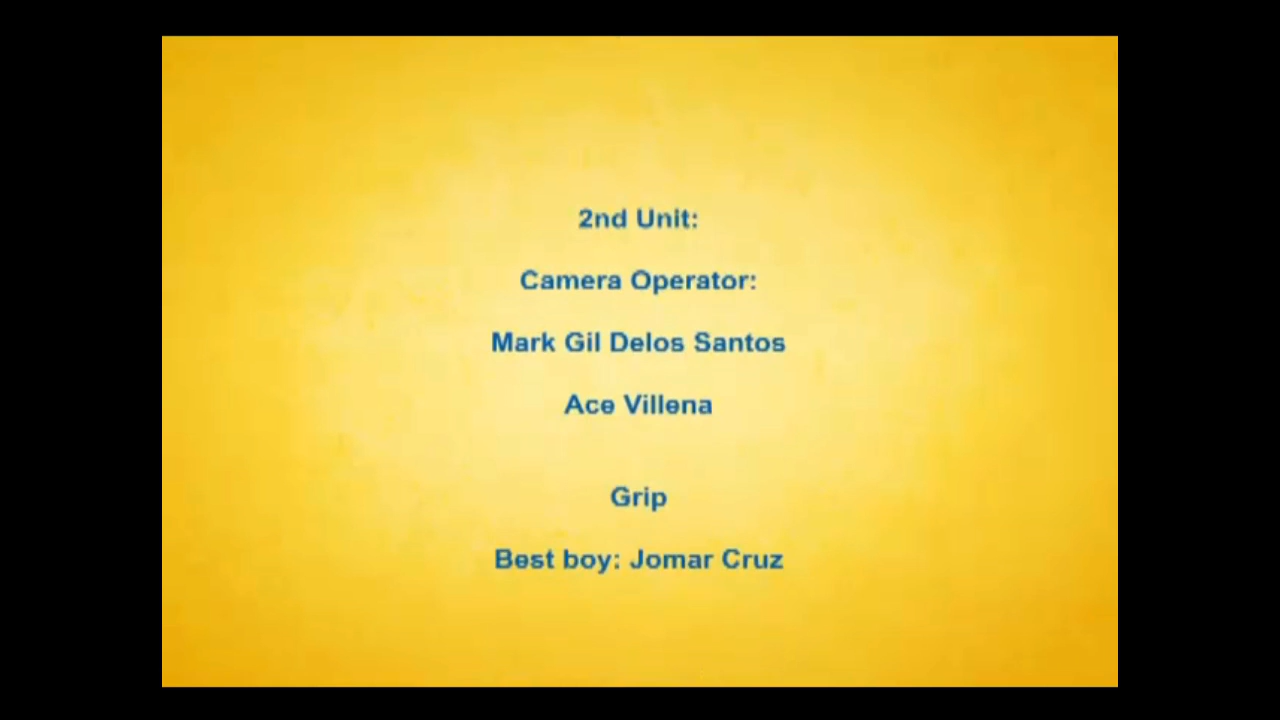 2nd Unit:
Camera Operator:
Mark Gil Delos Santos
Ace Villena
Grip
Best boy: Jomar Cruz